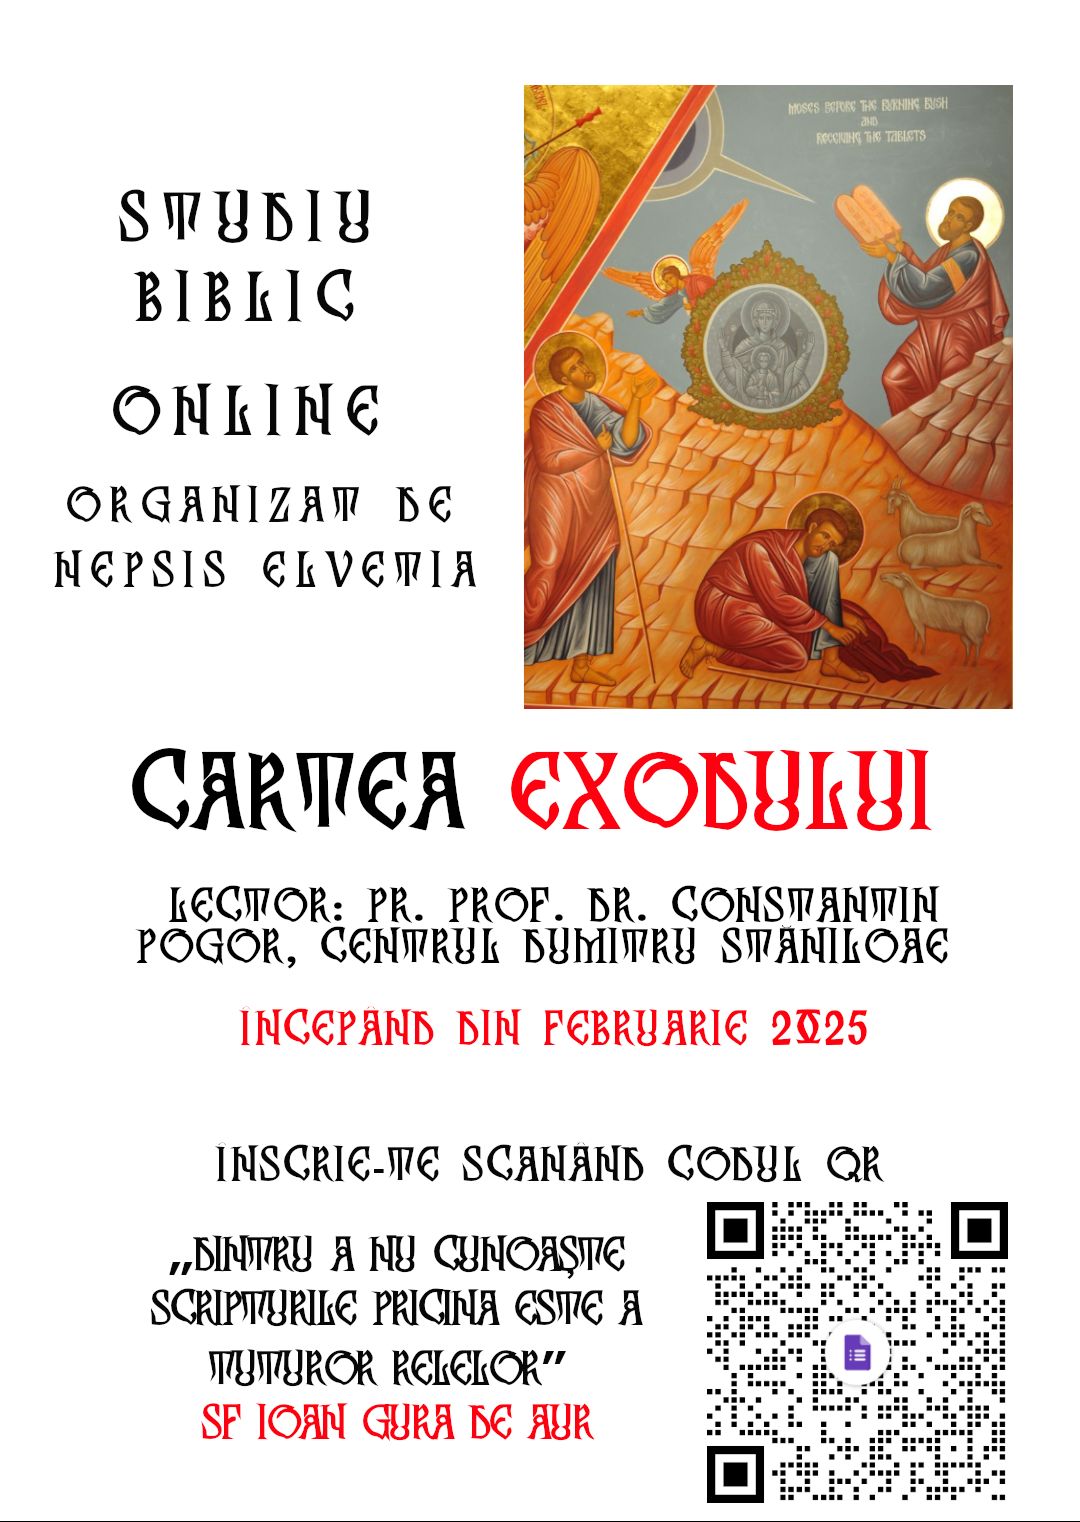 MOSES BEFORE THE BURNING BUSH
AND
RECEIVING THE TABLETS
STUDIU
BIBLIC
ONLINE
ORGANIZAT DE
NEPSIS ELVETIA
CARTEA EXODULUI
LECTOR: PR. PROF. DR. CONSTANTIN
POGOR, CENTRUL DUMITRU STĂNILOAE
ÎNCEPÂND DIN FEBRUARIE 2025
ÎNSCRIE-TE SCANÂND CODUL QR
„DINTRU A NU CUNOAȘTE
SCRIPTURILE PRICINA ESTE A
TUTUROR RELELOR”
SF IOAN GURA DE AUR